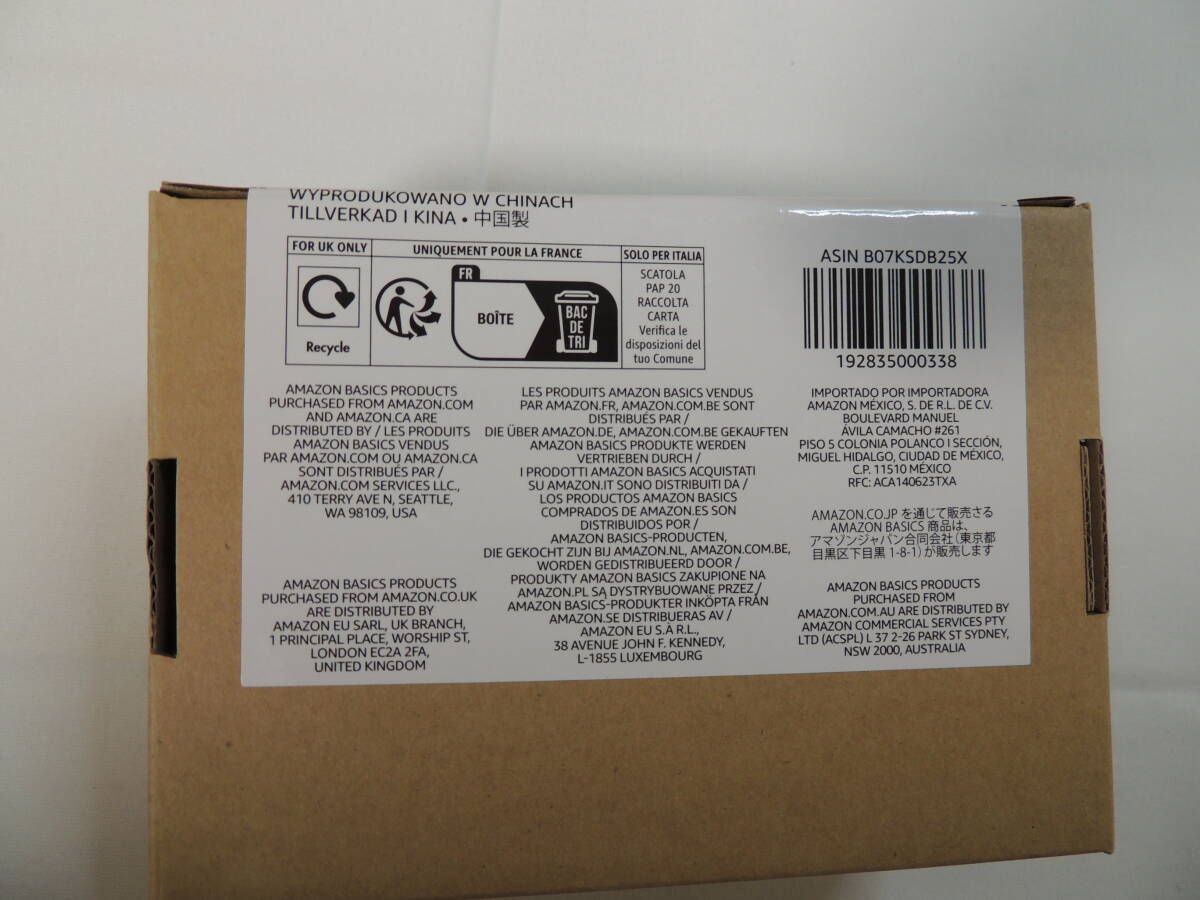 WYPRODUKOWANO W CHINACH
TILLVERKAD I KINA • 中国製
FOR UK ONLY
Recycle
UNIQUEMENT POUR LA FRANCE
FR
BOÎTE
BAC
DE
TRI
SOLO PER ITALIA
SCATOLA
PAP 20
RACCOLTA
CARTA
Verifica le
disposizioni del
tuo Comune
ASIN B07KSDB25X
192835000338
AMAZON BASICS PRODUCTS
PURCHASED FROM AMAZON.COM
AND AMAZON.CA ARE
DISTRIBUTED BY / LES PRODUITS
AMAZON BASICS VENDUS
PAR AMAZON.COM OU AMAZON.CA
SONT DISTRIBUÉS PAR /
AMAZON.COM SERVICES LLC.,
410 TERRY AVE N, SEATTLE,
WA 98109, USA
AMAZON BASICS PRODUCTS
PURCHASED FROM AMAZON.CO.UK
ARE DISTRIBUTED BY
AMAZON EU SARL, UK BRANCH,
1 PRINCIPAL PLACE, WORSHIP ST,
LONDON EC2A 2FA,
UNITED KINGDOM
LES PRODUITS AMAZON BASICS VENDUS
PAR AMAZON.FR, AMAZON.COM.BE SONT
DISTRIBUÉS PAR /
DIE ÜBER AMAZON.DE, AMAZON.COM.BE GEKAUFTEN
AMAZON BASICS PRODUKTE WERDEN
VERTRIEBEN DURCH /
I PRODOTTI AMAZON BASICS ACQUISTATI
SU AMAZON.IT SONO DISTRIBUITI DA /
LOS PRODUCTOS AMAZON BASICS
COMPRADOS DE AMAZON.ES SON
DISTRIBUIDOS POR /
AMAZON BASICS-PRODUCTEN,
DIE GEKOCHT ZIJN BIJ AMAZON.NL, AMAZON.COM.BE,
WORDEN GEDISTRIBUEERD DOOR /
PRODUKTY AMAZON BASICS ZAKUPIONE NA
AMAZON.PL SĄ DYSTRYBUOWANE PRZEZ /
AMAZON BASICS-PRODUKTER INKÖPTA FRÅN
AMAZON.SE DISTRIBUERAS AV /
AMAZON EU S.À R.L.,
38 AVENUE JOHN F. KENNEDY,
L-1855 LUXEMBOURG
IMPORTADO POR IMPORTADORA
AMAZON MÉXICO, S. DE R.L. DE C.V.
BOULEVARD MANUEL
ÁVILA CAMACHO #261
PISO 5 COLONIA POLANCO I SECCIÓN,
MIGUEL HIDALGO, CIUDAD DE MÉXICO,
C.P. 11510 MÉXICO
RFC: ACA140623TXA
AMAZON.CO.JP を通じて販売さる
AMAZON BASICS 商品は、
アマゾンジャパン合同会社（東京都
目黒区下目黒 1-8-1）が販売します
AMAZON BASICS PRODUCTS
PURCHASED FROM
AMAZON.COM.AU ARE DISTRIBUTED BY
AMAZON COMMERCIAL SERVICES PTY
LTD (ACSPL) L 37 2-26 PARK ST SYDNEY,
NSW 2000, AUSTRALIA